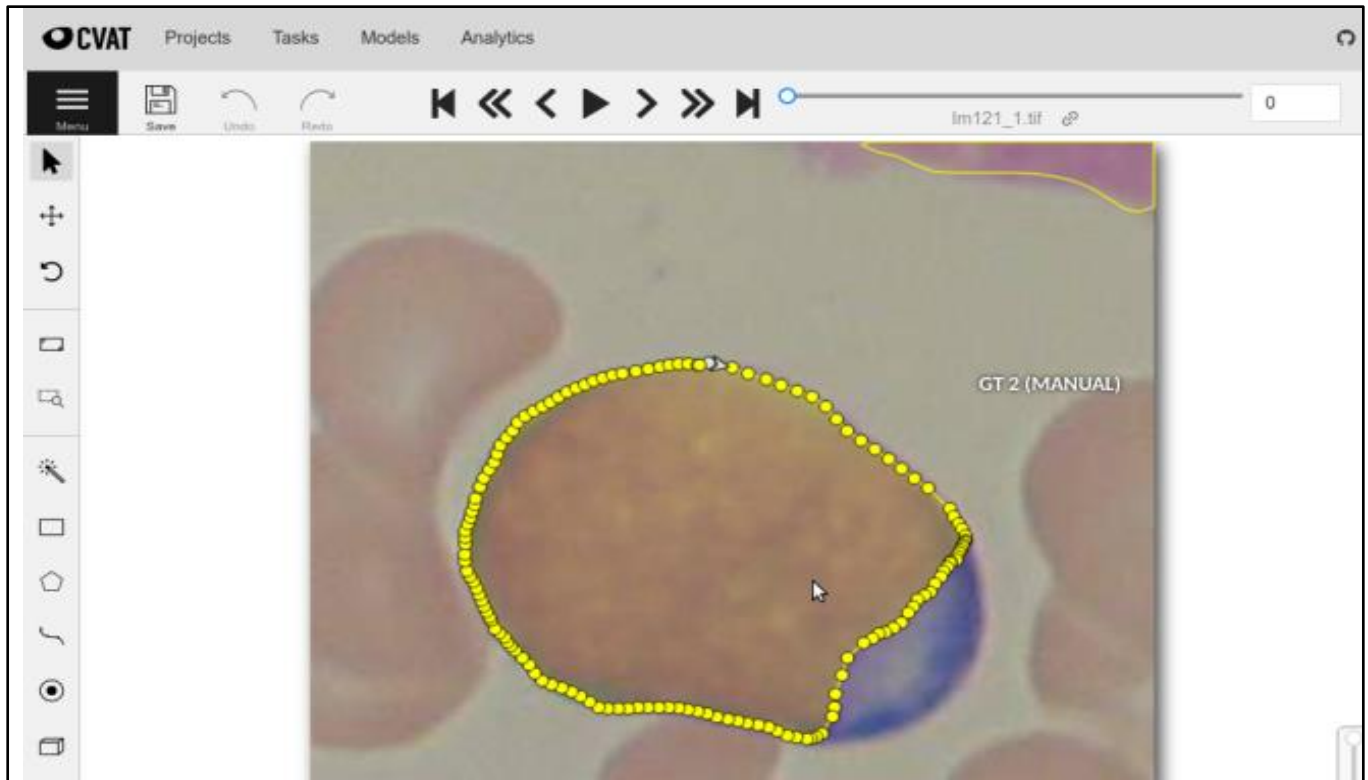 CVAT Projects Tasks Models Analytics
Menu Save Undo Redo 0
Im121_1.tif
GT 2 (MANUAL)